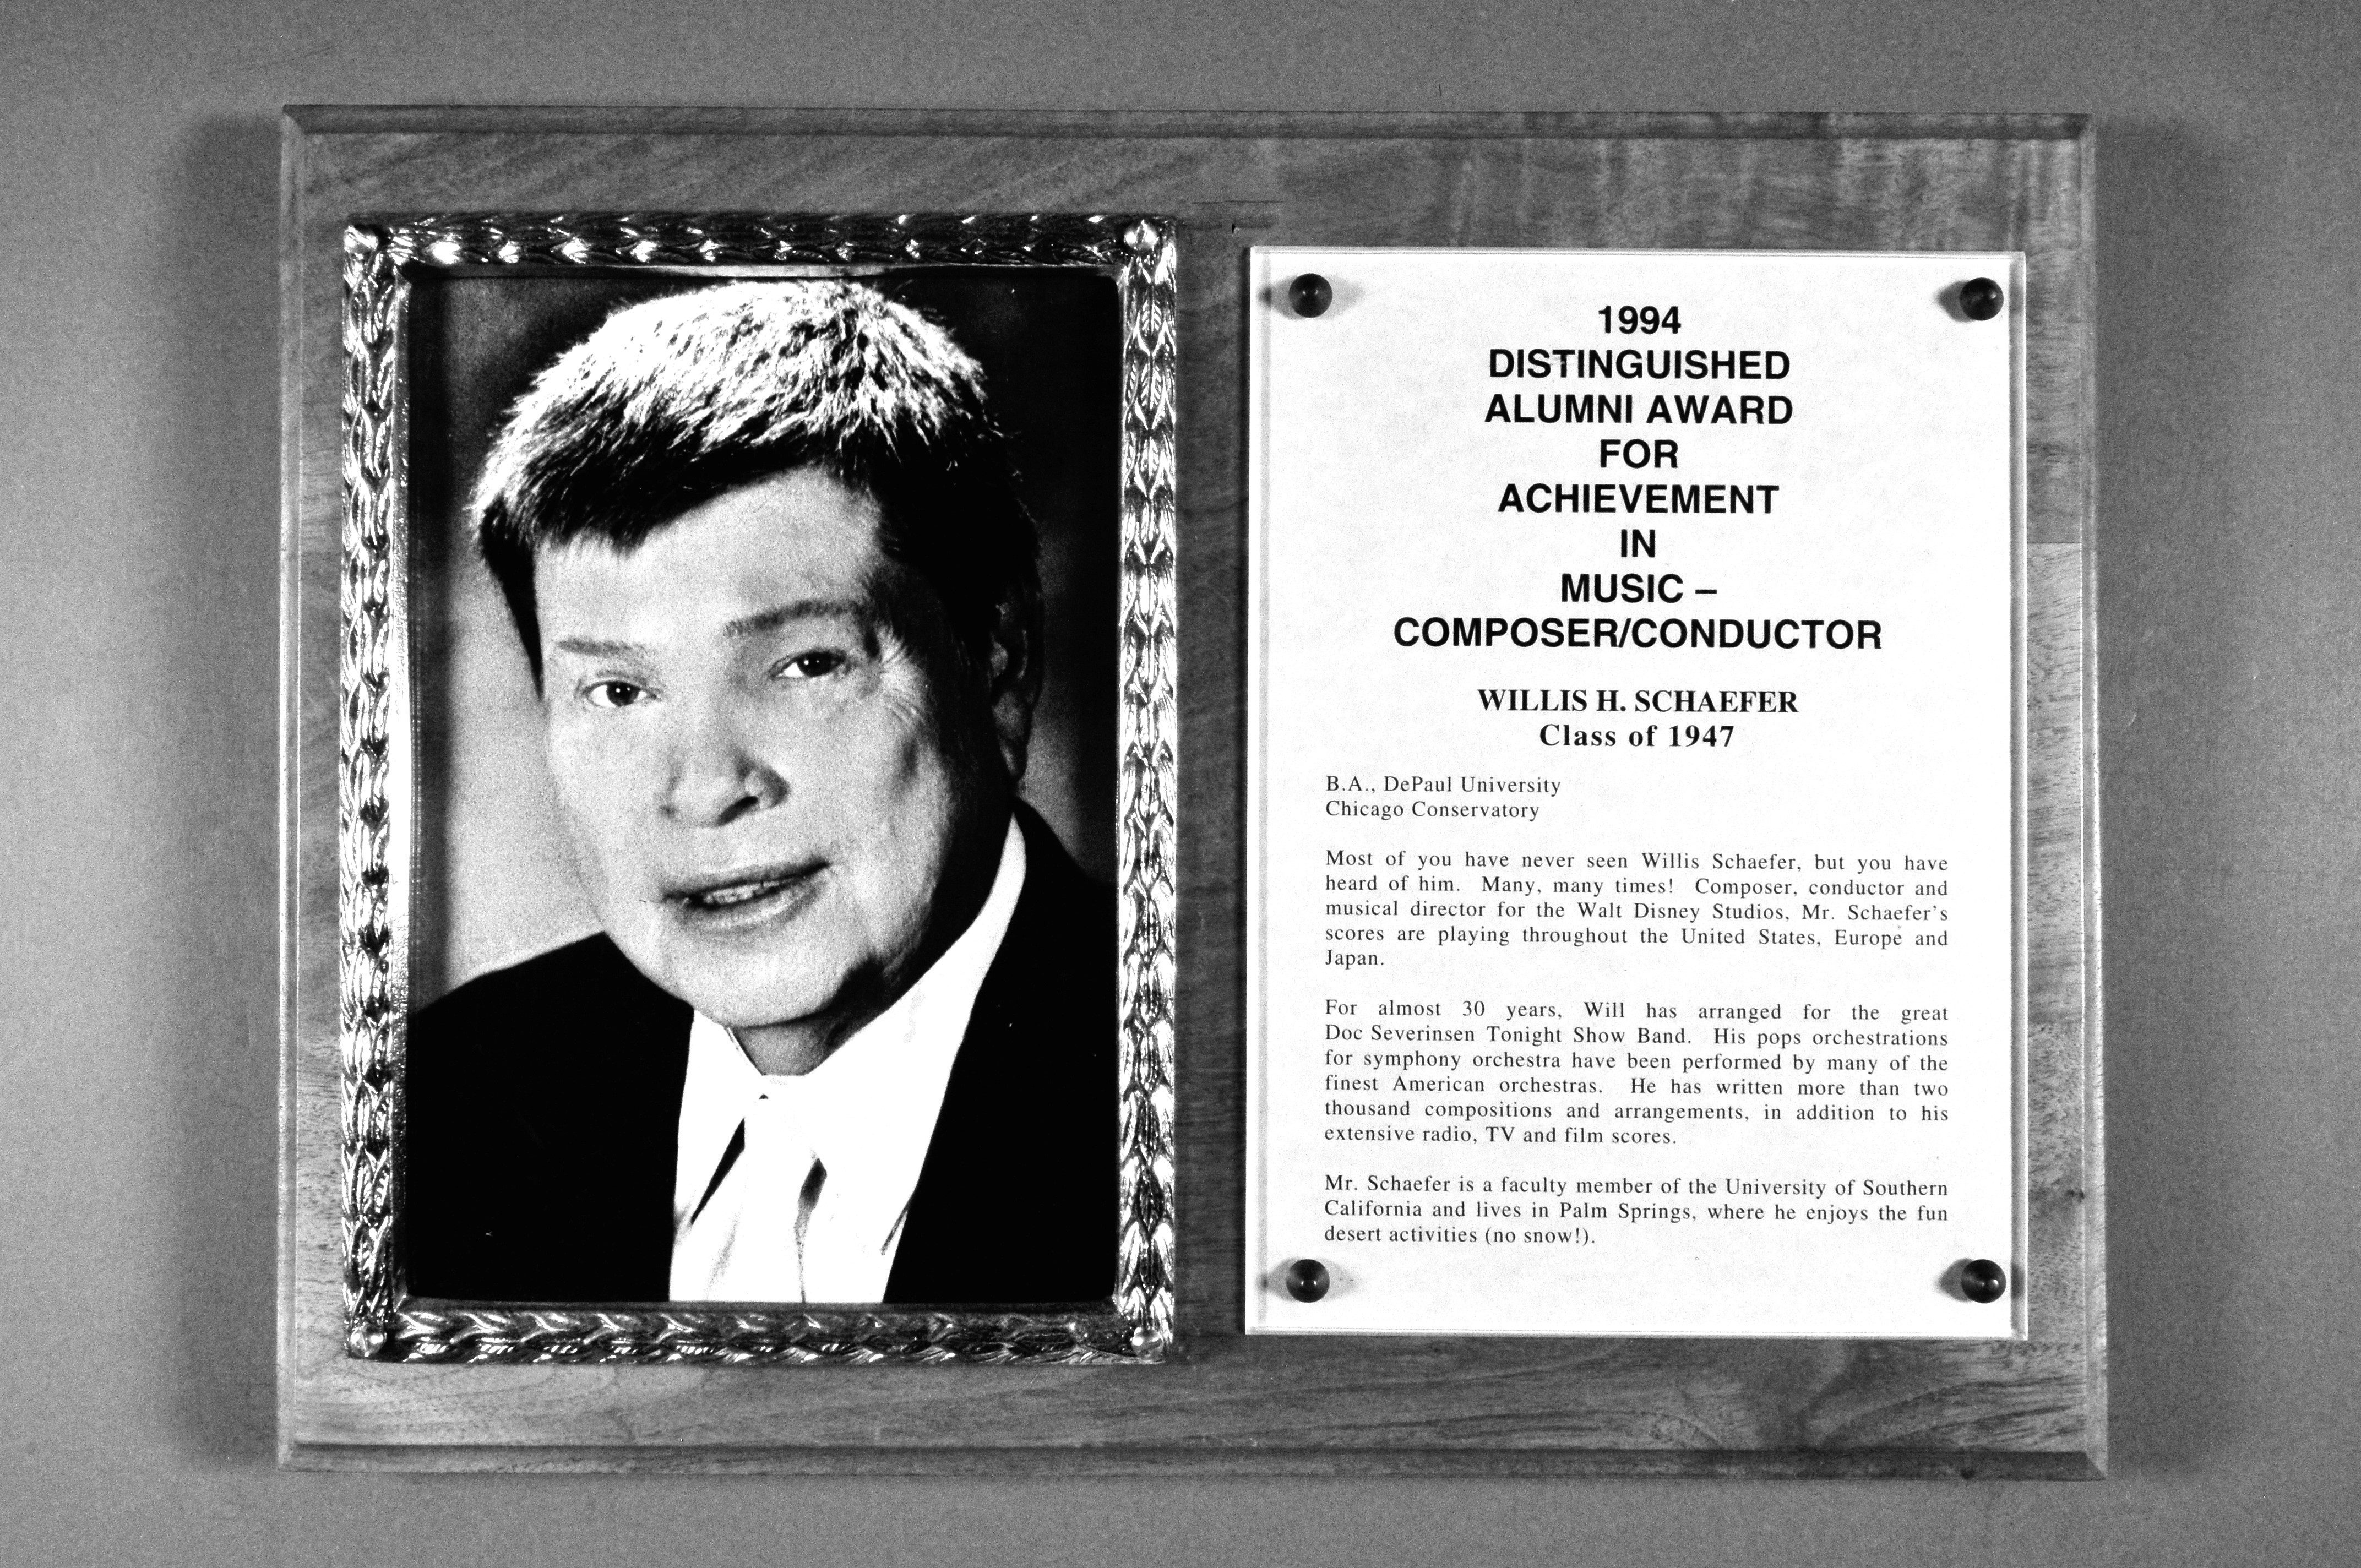 1994
DISTINGUISHED
ALUMNI AWARD
FOR
ACHIEVEMENT
IN
MUSIC –
COMPOSER/CONDUCTOR
WILLIS H. SCHAEFER
Class of 1947
B.A., DePaul University
Chicago Conservatory
Most of you have never seen Willis Schaefer, but you have
heard of him. Many, many times! Composer, conductor and
musical director for the Walt Disney Studios, Mr. Schaefer's
scores are playing throughout the United States, Europe and
Japan.
For almost 30 years, Will has arranged for the great
Doc Severinsen Tonight Show Band. His pops orchestrations
for symphony orchestra have been performed by many of the
finest American orchestras. He has written more than two
thousand compositions and arrangements, in addition to his
extensive radio, TV and film scores.
Mr. Schaefer is a faculty member of the University of Southern
California and lives in Palm Springs, where he enjoys the fun
desert activities (no snow!).